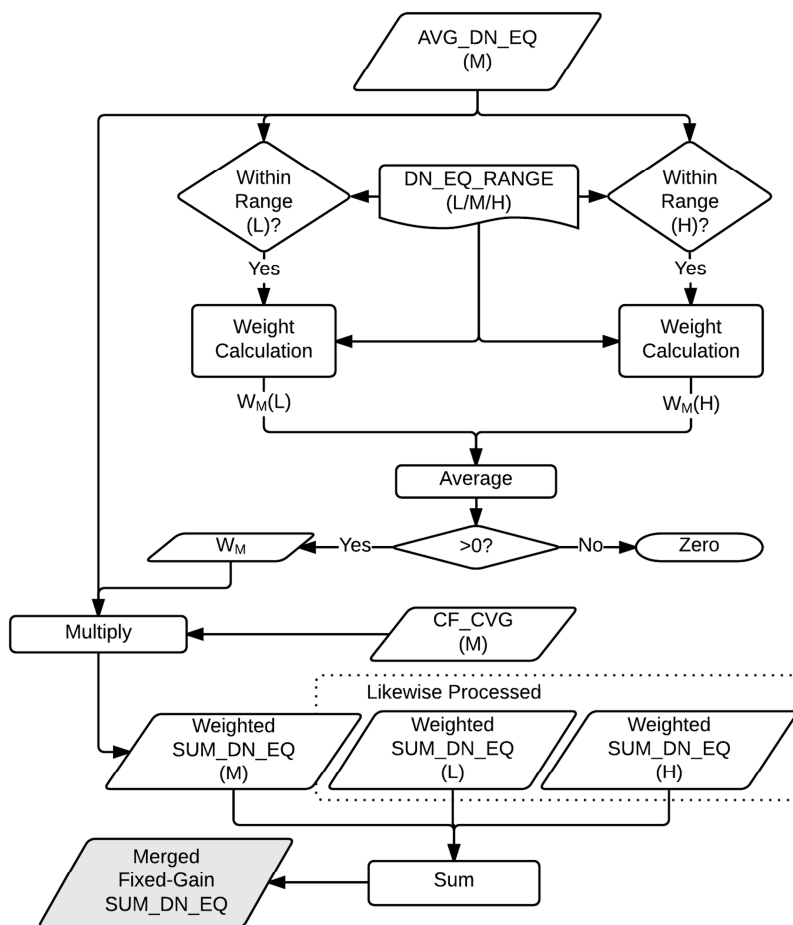 AVG_DN_EQ
(M)
Within
Range
(L)?
DN_EQ_RANGE
(L/M/H)
Within
Range
(H)?
Yes
Yes
Weight
Calculation
Weight
Calculation
WM(L)
WM(H)
Average
WM
Yes
>0?
No
Zero
Multiply
CF_CVG
(M)
Likewise Processed
Weighted
SUM_DN_EQ
(M)
Weighted
SUM_DN_EQ
(L)
Weighted
SUM_DN_EQ
(H)
Merged
Fixed-Gain
SUM_DN_EQ
Sum